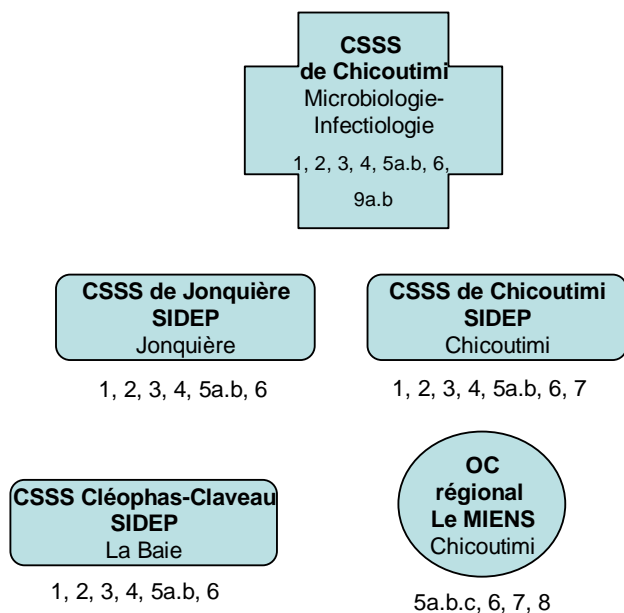 CSSS
de Chicoutimi
Microbiologie-
Infectiologie
1, 2, 3, 4, 5a.b, 6,
9a.b
CSSS de Jonquière
SIDEP
Jonquière
1, 2, 3, 4, 5a.b, 6
CSSS de Chicoutimi
SIDEP
Chicoutimi
1, 2, 3, 4, 5a.b, 6, 7
CSSS Cléophas-Claveau
SIDEP
La Baie
1, 2, 3, 4, 5a.b, 6
OC
régional
Le MIENS
Chicoutimi
5a.b.c, 6, 7, 8